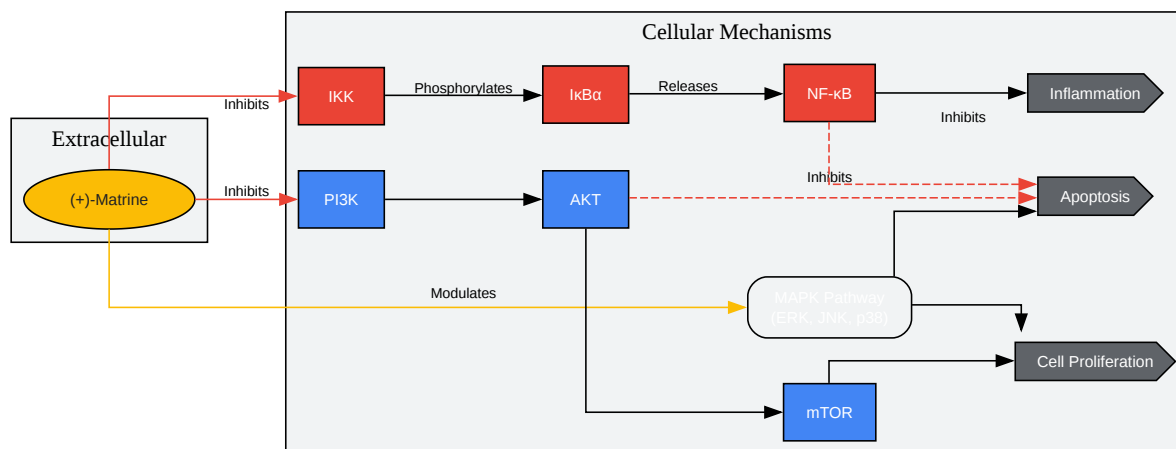 Cellular Mechanisms
IKK
Phosphorylates
IκBα
Releases
NF-κB
Inflammation
Inhibits
Inhibits
Extracellular
(+)-Matrine
Inhibits
PI3K
AKT
Inhibits
Apoptosis
Modulates
MAPK Pathway
(ERK, JNK, p38)
Cell Proliferation
mTOR